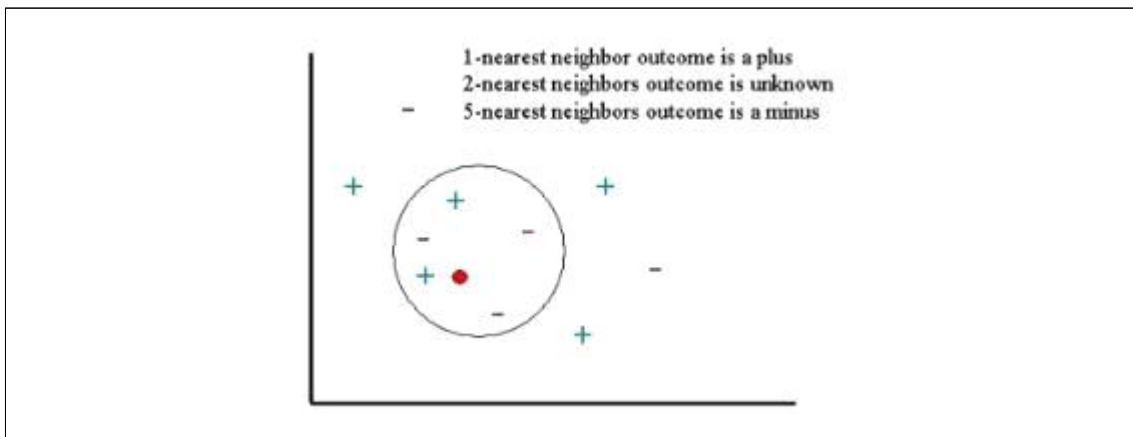 1-nearest neighbor outcome is a plus
2-nearest neighbors outcome is unknown
5-nearest neighbors outcome is a minus